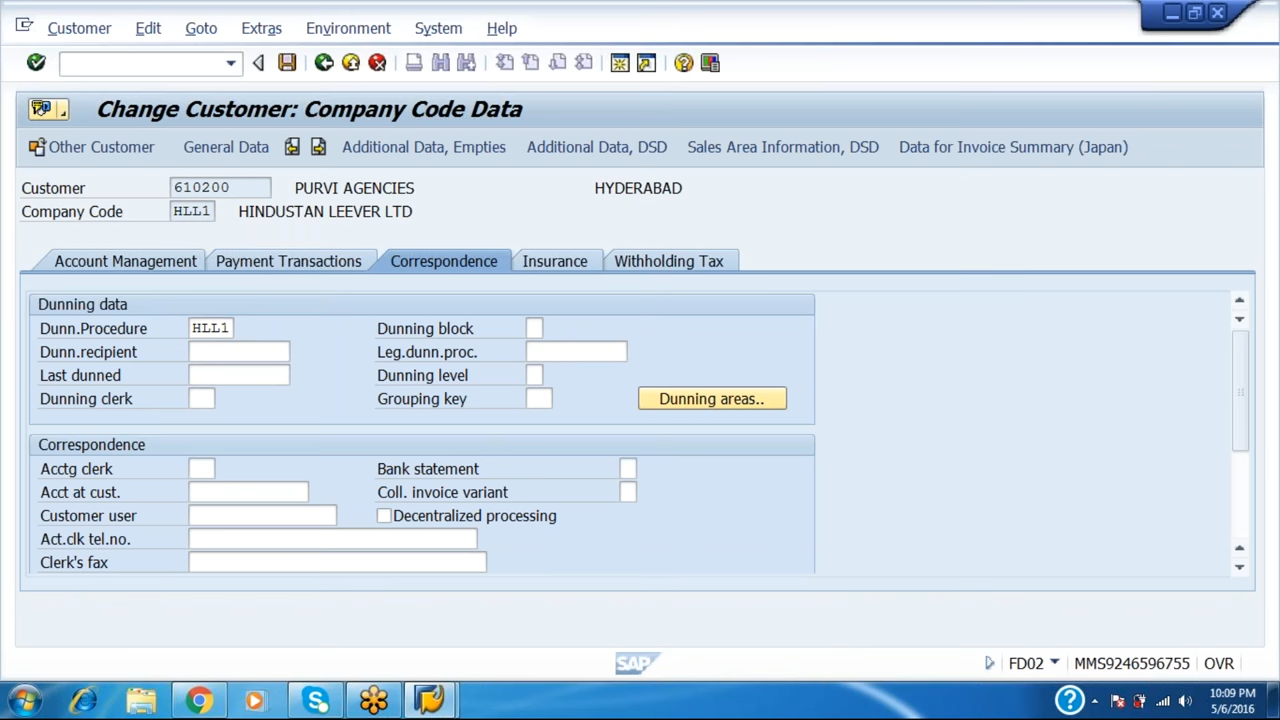 Customer Edit Goto Extras Environment System Help
Change Customer: Company Code Data
Other Customer General Data Additional Data, Empties Additional Data, DSD Sales Area Information, DSD Data for Invoice Summary (Japan)
Customer 610200 PURVI AGENCIES HYDERABAD
Company Code HLL1 HINDUSTAN LEEVER LTD
Account Management Payment Transactions Correspondence Insurance Withholding Tax
Dunning data
Dunn.Procedure HLL1 Dunning block
Dunn.recipient Leg.dunn.proc.
Last dunned Dunning level
Dunning clerk Grouping key Dunning areas..
Correspondence
Acctg clerk Bank statement
Acct at cust. Coll. invoice variant
Customer user Decentralized processing
Act.clk tel.no.
Clerk's fax
SAP FD02 MMS9246596755 OVR
10:09 PM
5/6/2016